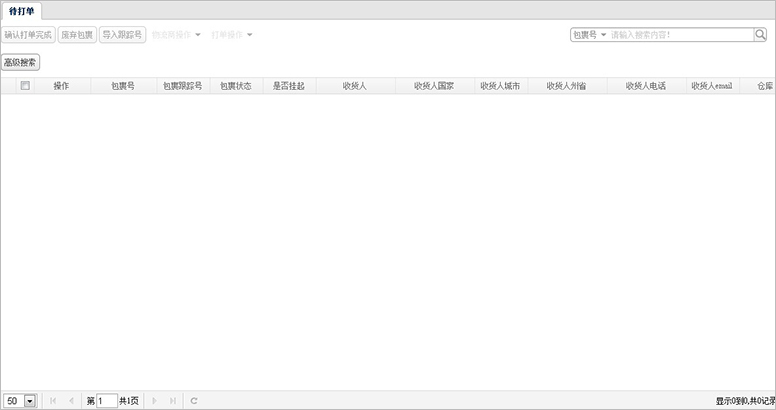 待打单
确认打单完成 废弃包裹 导入跟踪号 物流商操作 打单操作 包裹号 请输入搜索内容!
高级搜索
操作 包裹号 包裹跟踪号 包裹状态 是否挂起 收货人 收货人国家 收货人城市 收货人州省 收货人电话 收货人email 仓库
50 第 1 共1页 显示0到0,共0记录